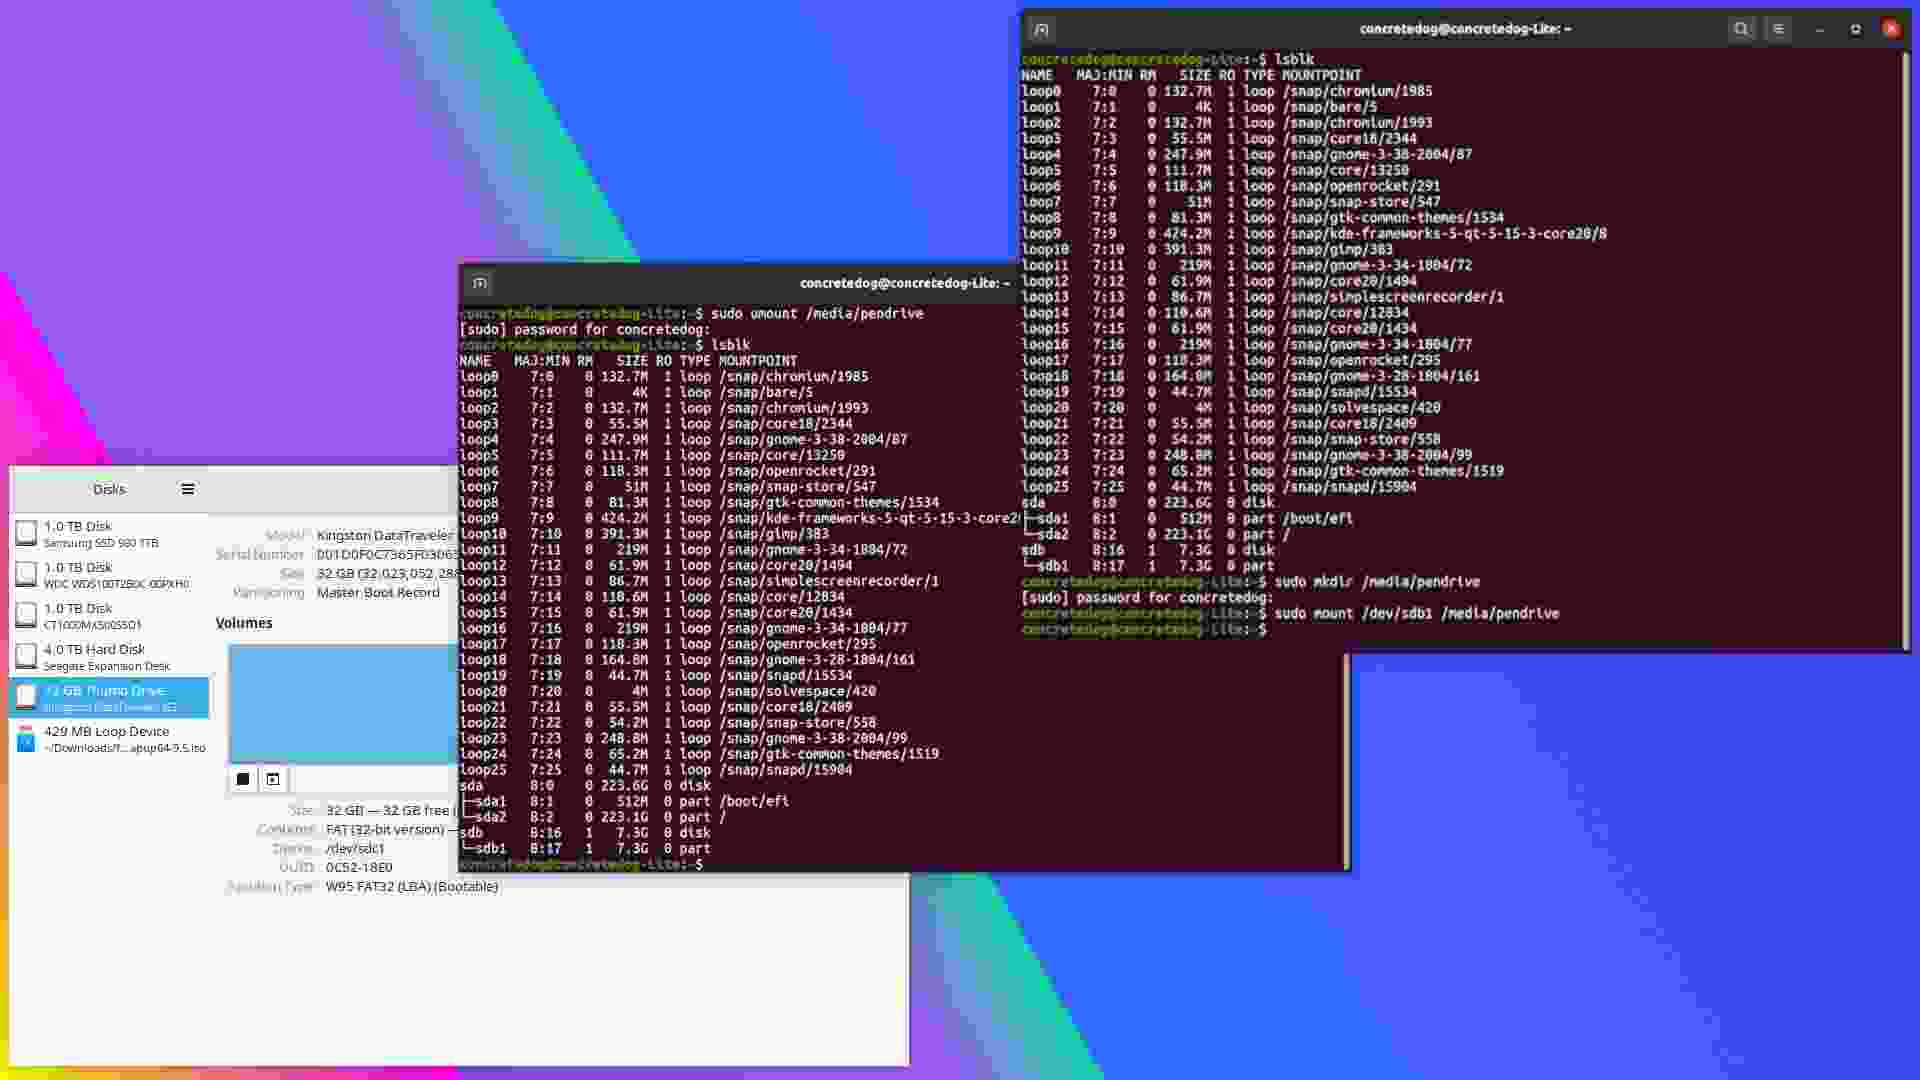 concretedog@concretedog-Lite: ~
concretedog@concretedog-Lite:~$ lsblk
NAME MAJ:MIN RM SIZE RO TYPE MOUNTPOINT
loop0 7:0 0 132.7M 1 loop /snap/chromium/1985
loop1 7:1 0 4K 1 loop /snap/bare/5
loop2 7:2 0 132.7M 1 loop /snap/chromium/1993
loop3 7:3 0 55.5M 1 loop /snap/core18/2344
loop4 7:4 0 247.9M 1 loop /snap/gnome-3-38-2004/87
loop5 7:5 0 111.7M 1 loop /snap/core/13250
loop6 7:6 0 118.3M 1 loop /snap/openrocket/291
loop7 7:7 0 51M 1 loop /snap/snap-store/547
loop8 7:8 0 81.3M 1 loop /snap/gtk-common-themes/1534
loop9 7:9 0 424.2M 1 loop /snap/kde-frameworks-5-qt-5-15-3-core20/8
loop10 7:10 0 391.3M 1 loop /snap/gimp/383
loop11 7:11 0 219M 1 loop /snap/gnome-3-34-1804/72
loop12 7:12 0 61.9M 1 loop /snap/core20/1494
loop13 7:13 0 86.7M 1 loop /snap/simplescreenrecorder/1
loop14 7:14 0 110.6M 1 loop /snap/core/12834
loop15 7:15 0 61.9M 1 loop /snap/core20/1434
loop16 7:16 0 219M 1 loop /snap/gnome-3-34-1804/77
loop17 7:17 0 118.3M 1 loop /snap/openrocket/295
loop18 7:18 0 164.8M 1 loop /snap/gnome-3-28-1804/161
loop19 7:19 0 44.7M 1 loop /snap/snapd/15534
loop20 7:20 0 4M 1 loop /snap/solvespace/420
loop21 7:21 0 55.5M 1 loop /snap/core18/2409
loop22 7:22 0 54.2M 1 loop /snap/snap-store/558
loop23 7:23 0 248.8M 1 loop /snap/gnome-3-38-2004/99
loop24 7:24 0 65.2M 1 loop /snap/gtk-common-themes/1519
loop25 7:25 0 44.7M 1 loop /snap/snapd/15904
sda 8:0 0 223.6G 0 disk
├─sda1 8:1 0 512M 0 part /boot/efi
└─sda2 8:2 0 223.1G 0 part /
sdb 8:16 1 7.3G 0 disk
└─sdb1 8:17 1 7.3G 0 part
concretedog@concretedog-Lite:~$ sudo mkdir /media/pendrive
[sudo] password for concretedog:
concretedog@concretedog-Lite:~$ sudo mount /dev/sdb1 /media/pendrive
concretedog@concretedog-Lite:~$
concretedog@concretedog-Lite: ~
concretedog@concretedog-Lite:~$ sudo umount /media/pendrive
[sudo] password for concretedog:
concretedog@concretedog-Lite:~$ lsblk
NAME MAJ:MIN RM SIZE RO TYPE MOUNTPOINT
loop0 7:0 0 132.7M 1 loop /snap/chromium/1985
loop1 7:1 0 4K 1 loop /snap/bare/5
loop2 7:2 0 132.7M 1 loop /snap/chromium/1993
loop3 7:3 0 55.5M 1 loop /snap/core18/2344
loop4 7:4 0 247.9M 1 loop /snap/gnome-3-38-2004/87
loop5 7:5 0 111.7M 1 loop /snap/core/13250
loop6 7:6 0 118.3M 1 loop /snap/openrocket/291
loop7 7:7 0 51M 1 loop /snap/snap-store/547
loop8 7:8 0 81.3M 1 loop /snap/gtk-common-themes/1534
loop9 7:9 0 424.2M 1 loop /snap/kde-frameworks-5-qt-5-15-3-core2
loop10 7:10 0 391.3M 1 loop /snap/gimp/383
loop11 7:11 0 219M 1 loop /snap/gnome-3-34-1804/72
loop12 7:12 0 61.9M 1 loop /snap/core20/1494
loop13 7:13 0 86.7M 1 loop /snap/simplescreenrecorder/1
loop14 7:14 0 110.6M 1 loop /snap/core/12834
loop15 7:15 0 61.9M 1 loop /snap/core20/1434
loop16 7:16 0 219M 1 loop /snap/gnome-3-34-1804/77
loop17 7:17 0 118.3M 1 loop /snap/openrocket/295
loop18 7:18 0 164.8M 1 loop /snap/gnome-3-28-1804/161
loop19 7:19 0 44.7M 1 loop /snap/snapd/15534
loop20 7:20 0 4M 1 loop /snap/solvespace/420
loop21 7:21 0 55.5M 1 loop /snap/core18/2409
loop22 7:22 0 54.2M 1 loop /snap/snap-store/558
loop23 7:23 0 248.8M 1 loop /snap/gnome-3-38-2004/99
loop24 7:24 0 65.2M 1 loop /snap/gtk-common-themes/1519
loop25 7:25 0 44.7M 1 loop /snap/snapd/15904
sda 8:0 0 223.6G 0 disk
├─sda1 8:1 0 512M 0 part /boot/efi
└─sda2 8:2 0 223.1G 0 part /
sdb 8:16 1 7.3G 0 disk
└─sdb1 8:17 1 7.3G 0 part
concretedog@concretedog-Lite:~$
Disks
1.0 TB Disk
Samsung SSD 980 1TB
1.0 TB Disk
WDC WDS100T2B0C-00PXH0
1.0 TB Disk
CT1000MX500SSD1
4.0 TB Hard Disk
Seagate Expansion Desk
32 GB Thumb Drive
Kingston DataTraveler
429 MB Loop Device
~/Downloads/f...apup64-9.5.iso
Model Kingston DataTraveler
Serial Number
Size 32 GB (32,023,052,288
Partitioning Master Boot Record
Volumes
Size 32 GB — 32 GB free (
Contents FAT (32-bit version) —
Device /dev/sdc1
UUID 0C52-18E0
Partition Type W95 FAT32 (LBA) (Bootable)